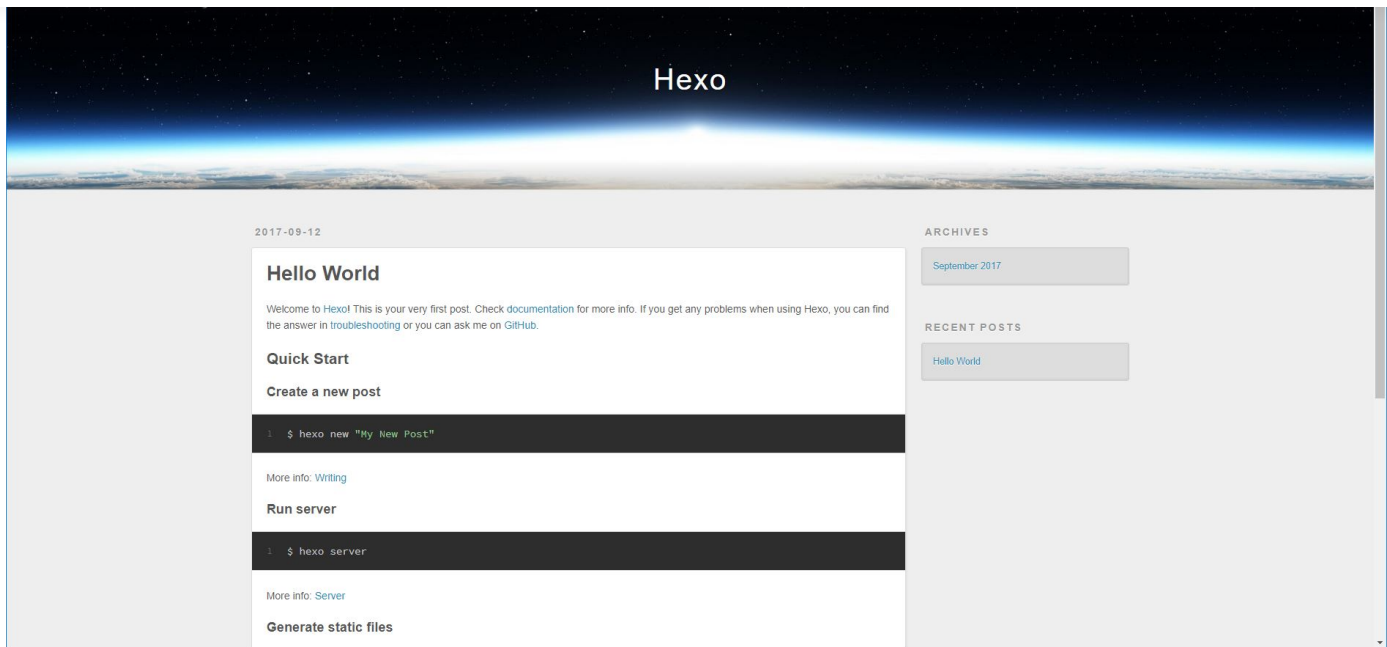 Hexo
2017-09-12
Hello World
Welcome to Hexo! This is your very first post. Check documentation for more info. If you get any problems when using Hexo, you can find
the answer in troubleshooting or you can ask me on GitHub.
Quick Start
Create a new post
1 $ hexo new "My New Post"
More info: Writing
Run server
1 $ hexo server
More info: Server
Generate static files
ARCHIVES
September 2017
RECENT POSTS
Hello World